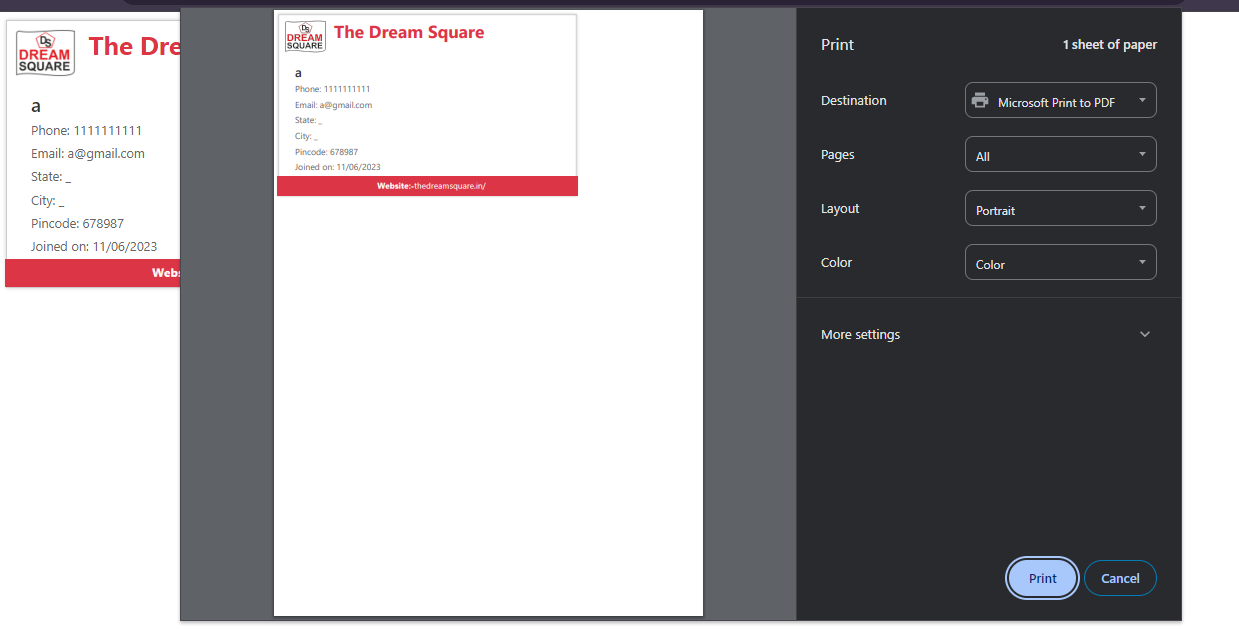 DS
DREAM
SQUARE
The Dre
a
Phone: 1111111111
Email: a@gmail.com
State: _
City: _
Pincode: 678987
Joined on: 11/06/2023
Webs
DS
DREAM
SQUARE
The Dream Square
a
Phone: 1111111111
Email: a@gmail.com
State: _
City: _
Pincode: 678987
Joined on: 11/06/2023
Website:-thedreamsquare.in/
Print
1 sheet of paper
Destination
Microsoft Print to PDF
Pages
All
Layout
Portrait
Color
Color
More settings
Print
Cancel